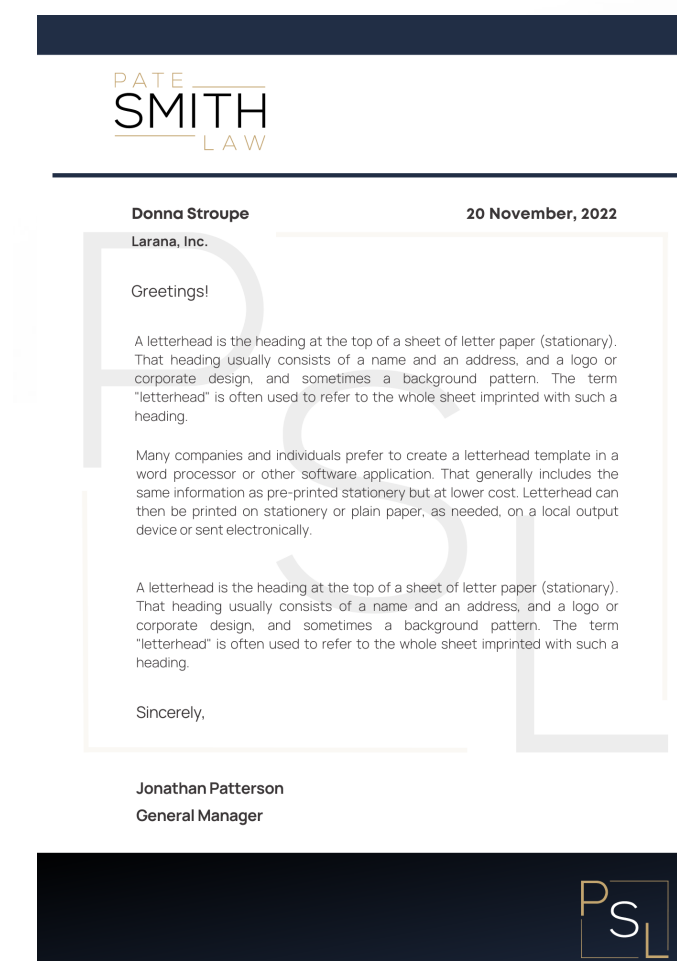 PATE
SMITH
LAW
Donna Stroupe 20 November, 2022
Larana, Inc.
Greetings!
A letterhead is the heading at the top of a sheet of letter paper (stationary).
That heading usually consists of a name and an address, and a logo or
corporate design, and sometimes a background pattern. The term
"letterhead" is often used to refer to the whole sheet imprinted with such a
heading.
Many companies and individuals prefer to create a letterhead template in a
word processor or other software application. That generally includes the
same information as pre-printed stationery but at lower cost. Letterhead can
then be printed on stationery or plain paper, as needed, on a local output
device or sent electronically.
A letterhead is the heading at the top of a sheet of letter paper (stationary).
That heading usually consists of a name and an address, and a logo or
corporate design, and sometimes a background pattern. The term
"letterhead" is often used to refer to the whole sheet imprinted with such a
heading.
Sincerely,
Jonathan Patterson
General Manager
PSL
PSL